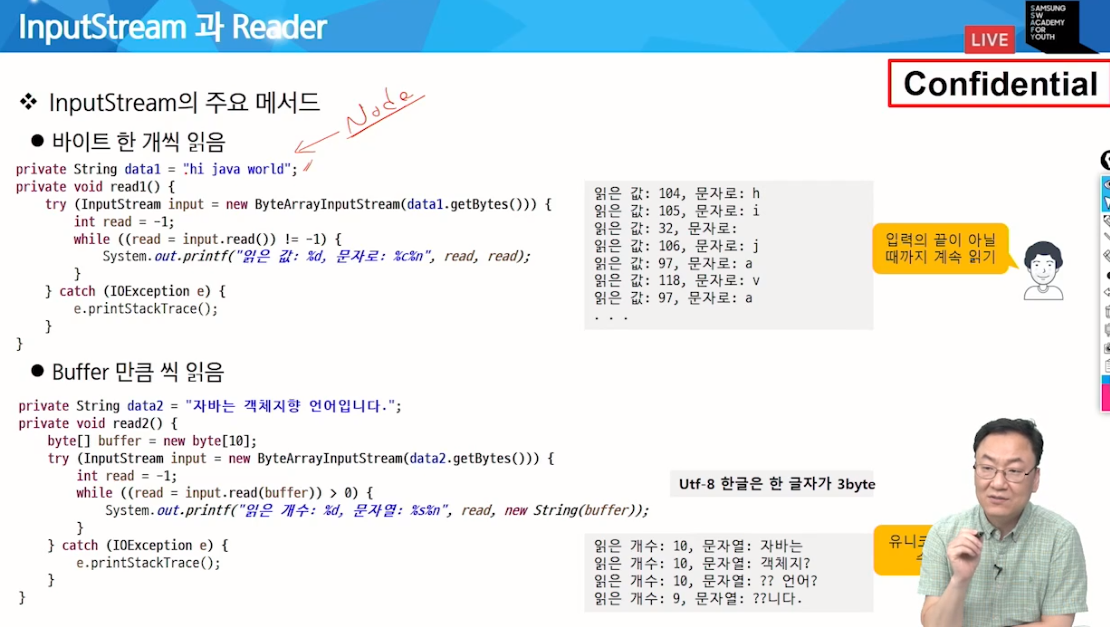 InputStream 과 Reader
LIVE
SAMSUNG
SW
ACADEMY
FOR
YOUTH
Confidential
❖ InputStream의 주요 메서드
Node
● 바이트 한 개씩 읽음
private String data1 = "hi java world";
private void read1() {
try (InputStream input = new ByteArrayInputStream(data1.getBytes())) {
int read = -1;
while ((read = input.read()) != -1) {
System.out.printf("읽은 값: %d, 문자로: %c%n", read, read);
}
} catch (IOException e) {
e.printStackTrace();
}
}
읽은 값: 104, 문자로: h
읽은 값: 105, 문자로: i
읽은 값: 32, 문자로:
읽은 값: 106, 문자로: j
읽은 값: 97, 문자로: a
읽은 값: 118, 문자로: v
읽은 값: 97, 문자로: a
. . .
입력의 끝이 아닐
때까지 계속 읽기
● Buffer 만큼 씩 읽음
private String data2 = "자바는 객체지향 언어입니다.";
private void read2() {
byte[] buffer = new byte[10];
try (InputStream input = new ByteArrayInputStream(data2.getBytes())) {
int read = -1;
while ((read = input.read(buffer)) > 0) {
System.out.printf("읽은 개수: %d, 문자열: %s%n", read, new String(buffer));
}
} catch (IOException e) {
e.printStackTrace();
}
}
Utf-8 한글은 한 글자가 3byte
읽은 개수: 10, 문자열: 자바는
읽은 개수: 10, 문자열: 객체지?
읽은 개수: 10, 문자열: ?? 언어?
읽은 개수: 9, 문자열: ??니다.